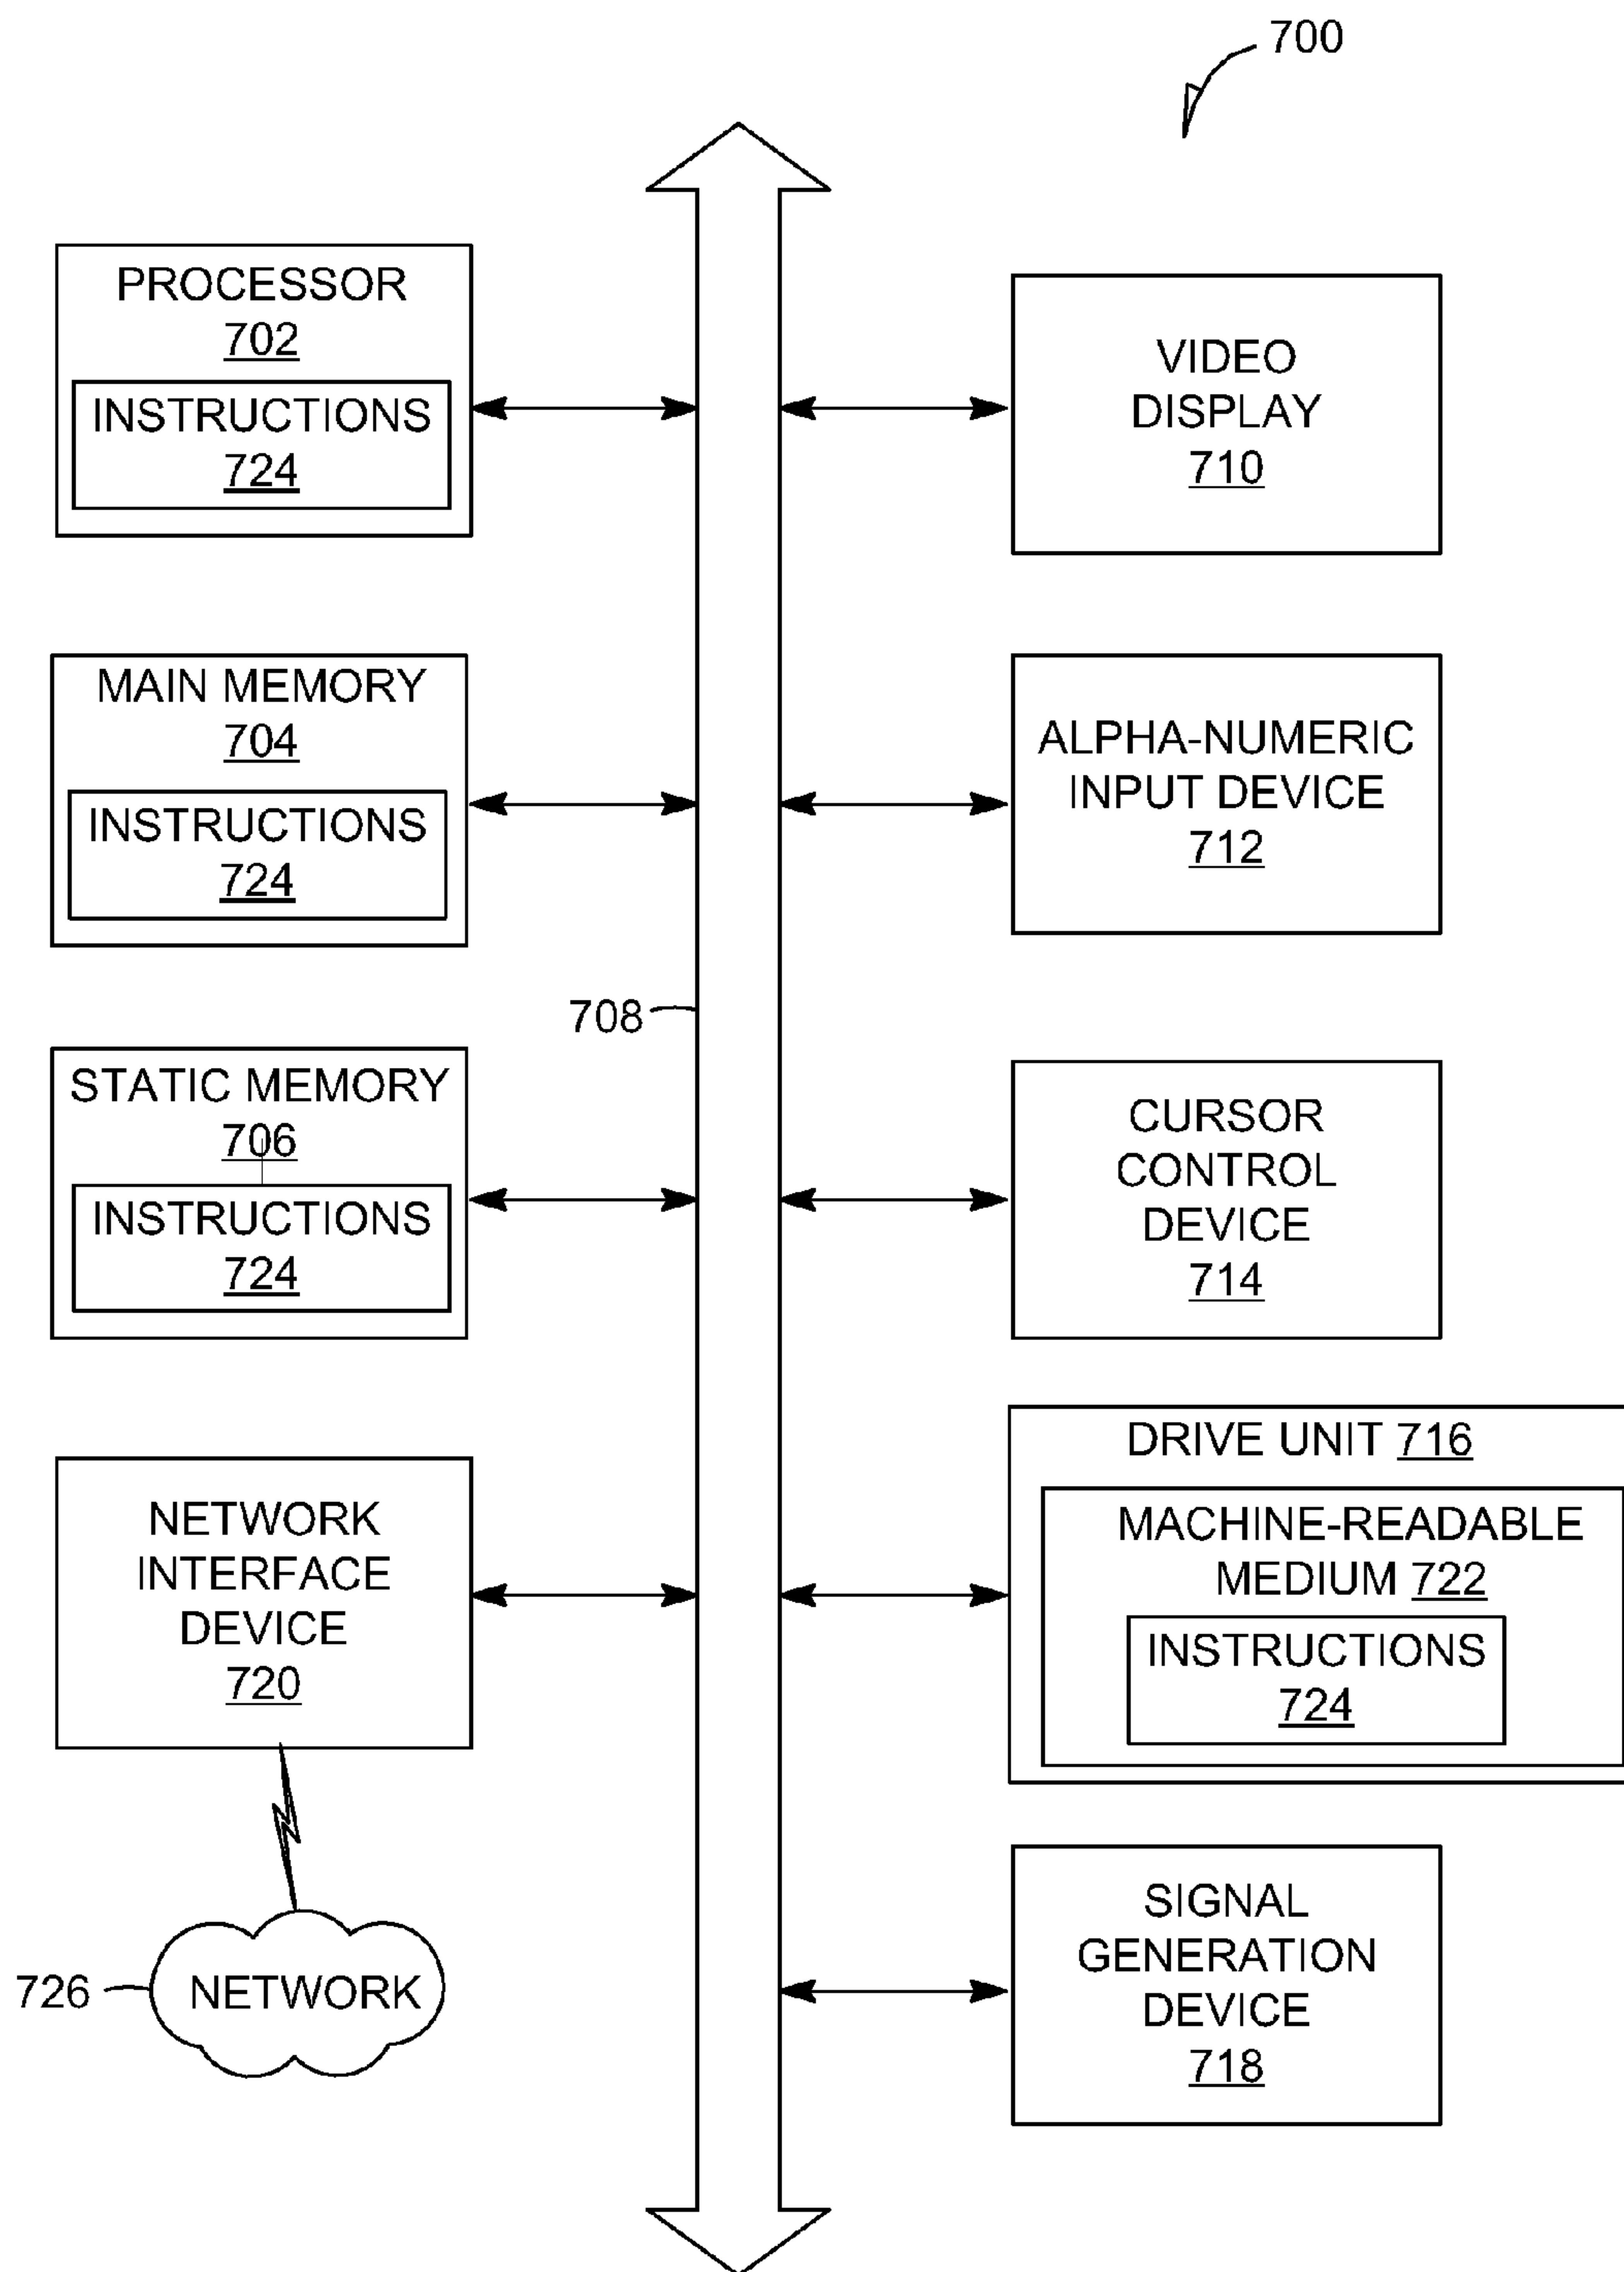 700
PROCESSOR
702
INSTRUCTIONS
724
VIDEO
DISPLAY
710
MAIN MEMORY
704
INSTRUCTIONS
724
ALPHA-NUMERIC
INPUT DEVICE
712
708
STATIC MEMORY
706
INSTRUCTIONS
724
CURSOR
CONTROL
DEVICE
714
NETWORK
INTERFACE
DEVICE
720
DRIVE UNIT 716
MACHINE-READABLE
MEDIUM 722
INSTRUCTIONS
724
726
NETWORK
SIGNAL
GENERATION
DEVICE
718